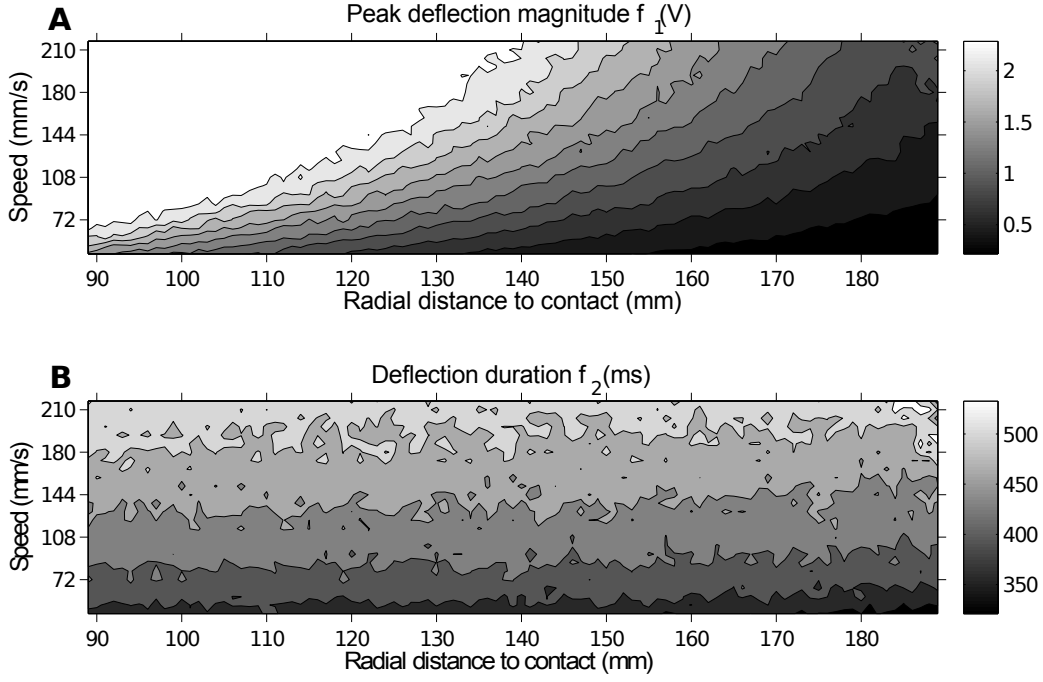 A
Peak deflection magnitude f 1(V)
210
180
144
108
72
Speed (mm/s)
90 100 110 120 130 140 150 160 170 180
Radial distance to contact (mm)
2
1.5
1
0.5
B
Deflection duration f 2(ms)
210
180
144
108
72
Speed (mm/s)
90 100 110 120 130 140 150 160 170 180
Radial distance to contact (mm)
500
450
400
350